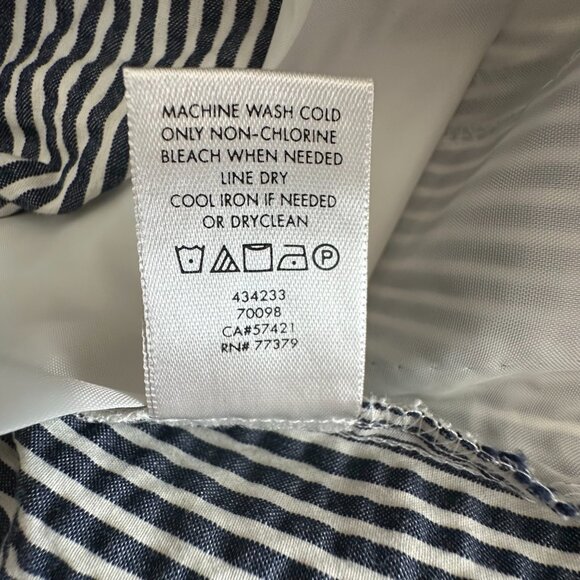 MACHINE WASH COLD
ONLY NON-CHLORINE
BLEACH WHEN NEEDED
LINE DRY
COOL IRON IF NEEDED
OR DRYCLEAN
P
434233
70098
CA#57421
RN# 77379